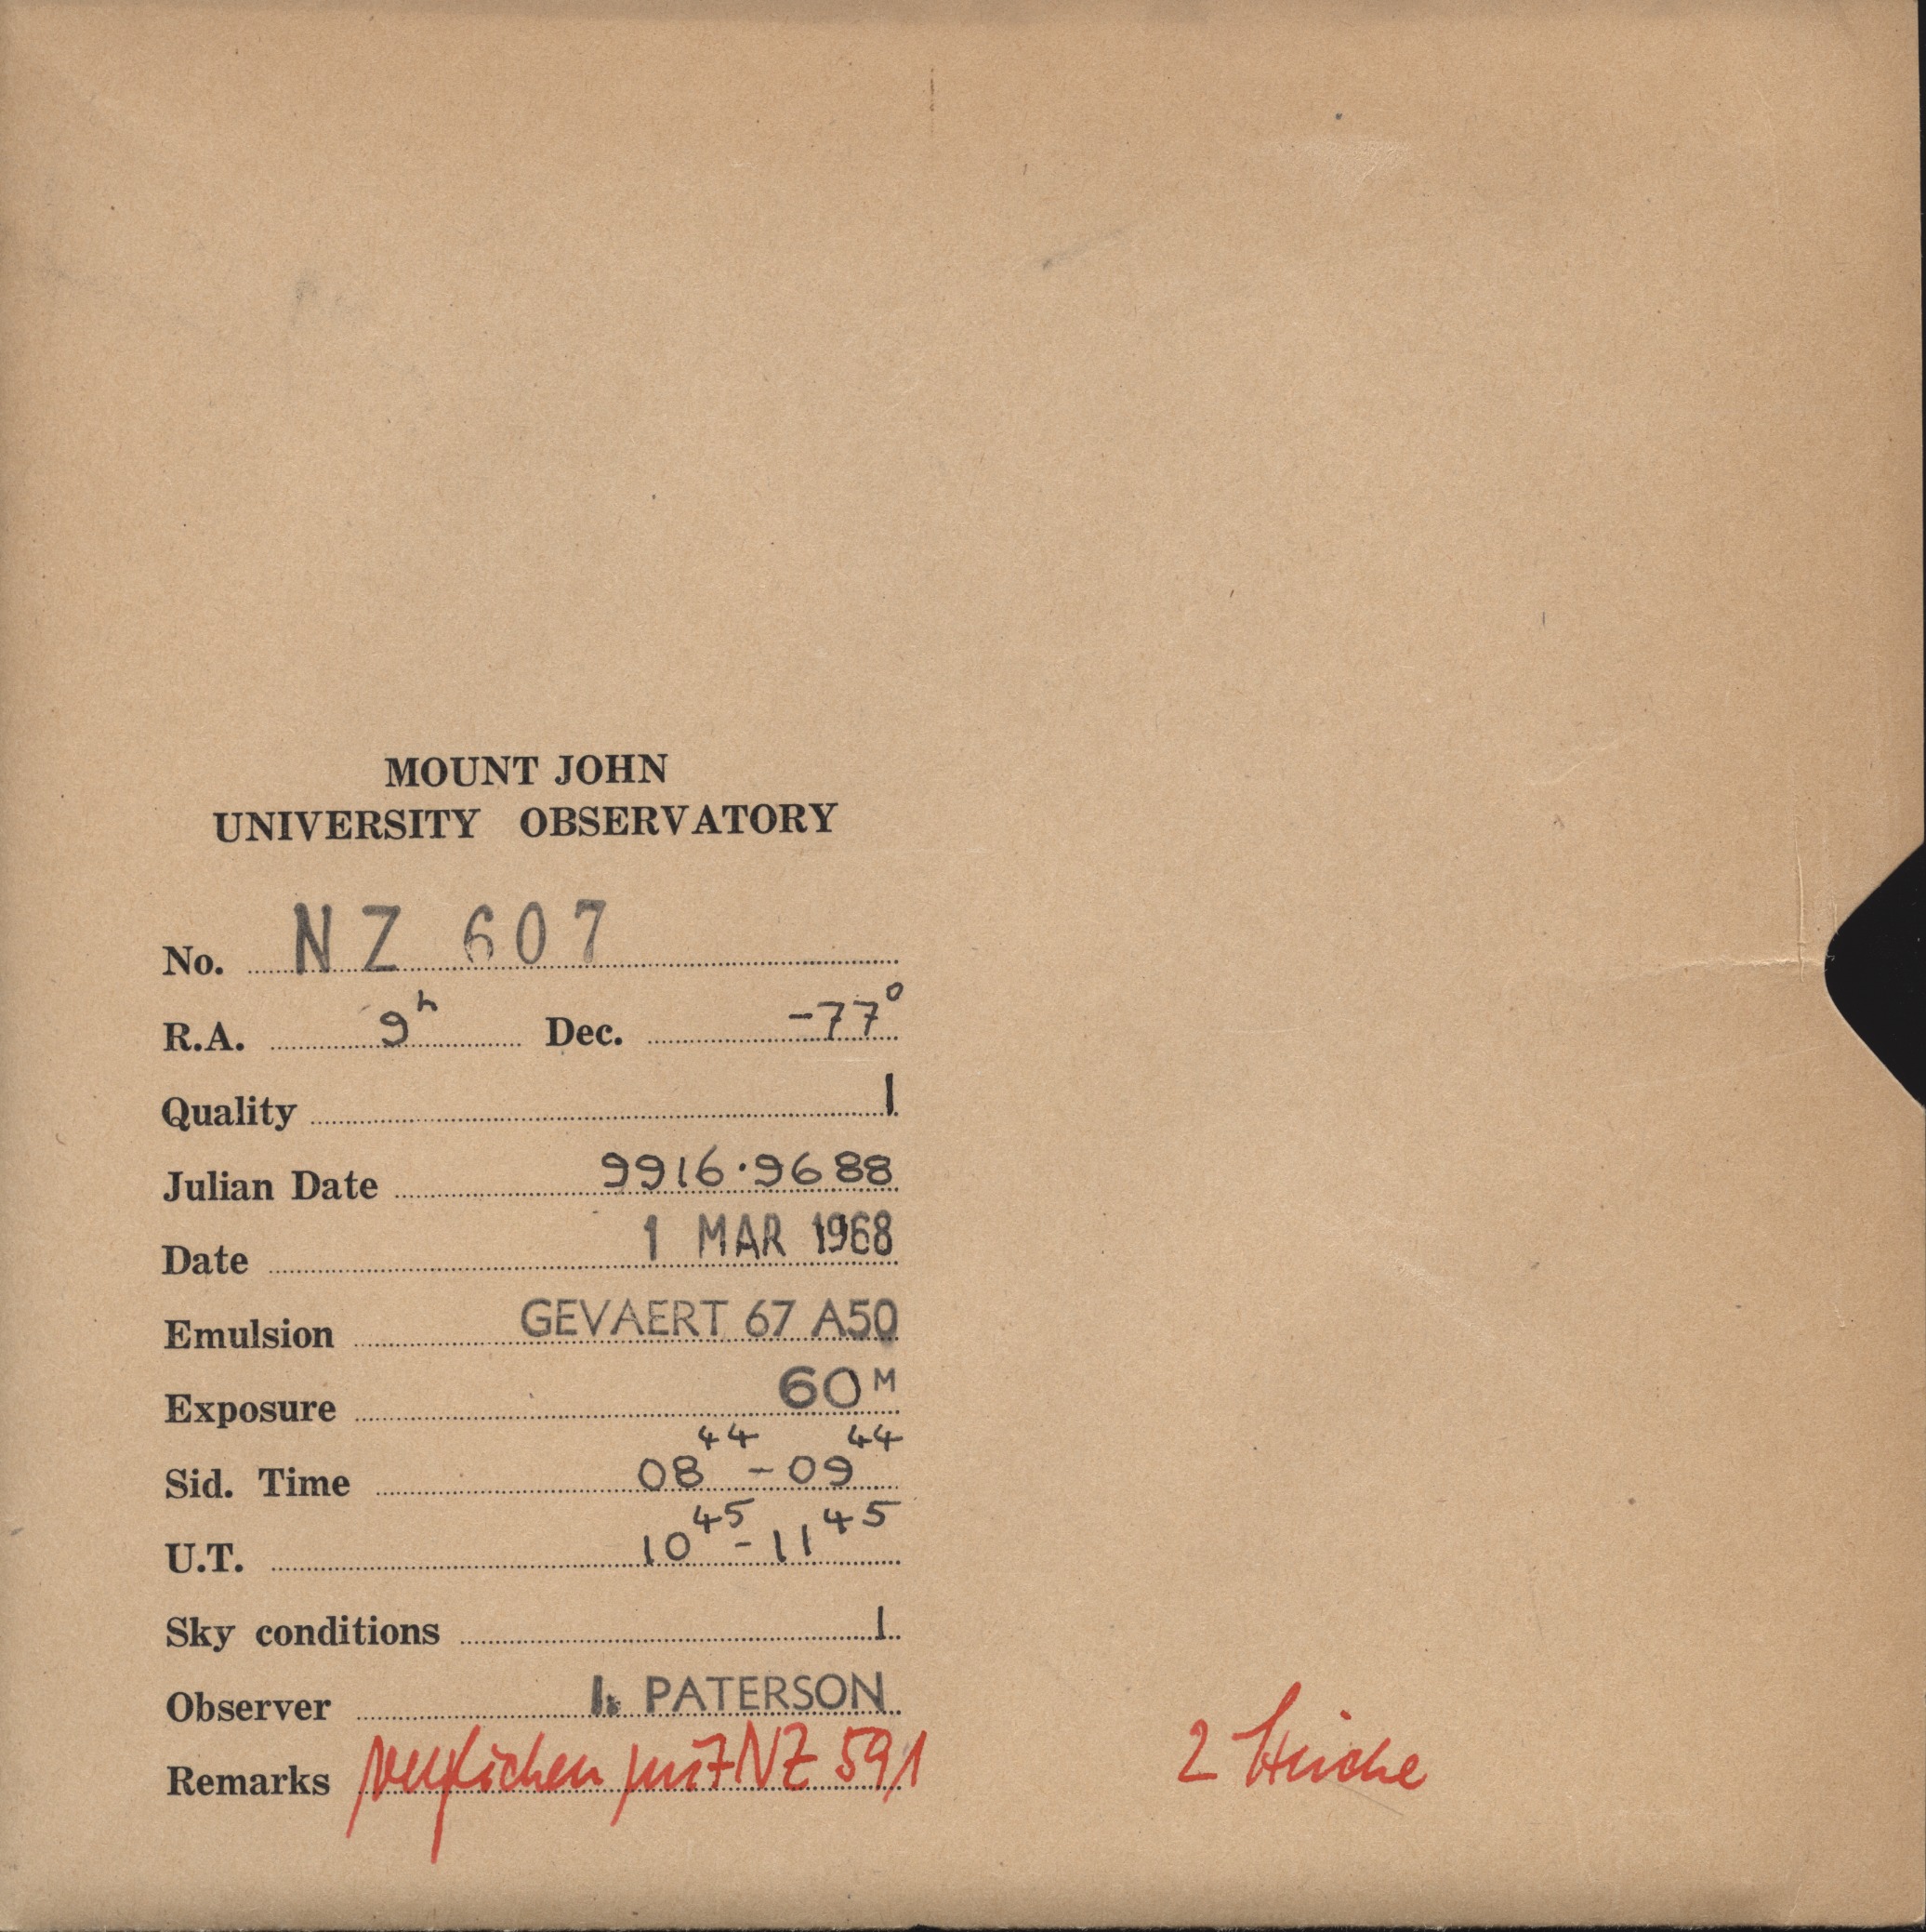 MOUNT JOHN
UNIVERSITY OBSERVATORY
No. NZ 607
R.A. 9h Dec. -77°
Quality 1
Julian Date 9916.9688
Date 1 MAR 1968
Emulsion GEVAERT 67 A50
Exposure 60M
Sid. Time 08 44 - 09 44
U.T. 10 45 - 11 45
Sky conditions 1
Observer I. PATERSON
Remarks verglichen mit NZ 591
2 Striche